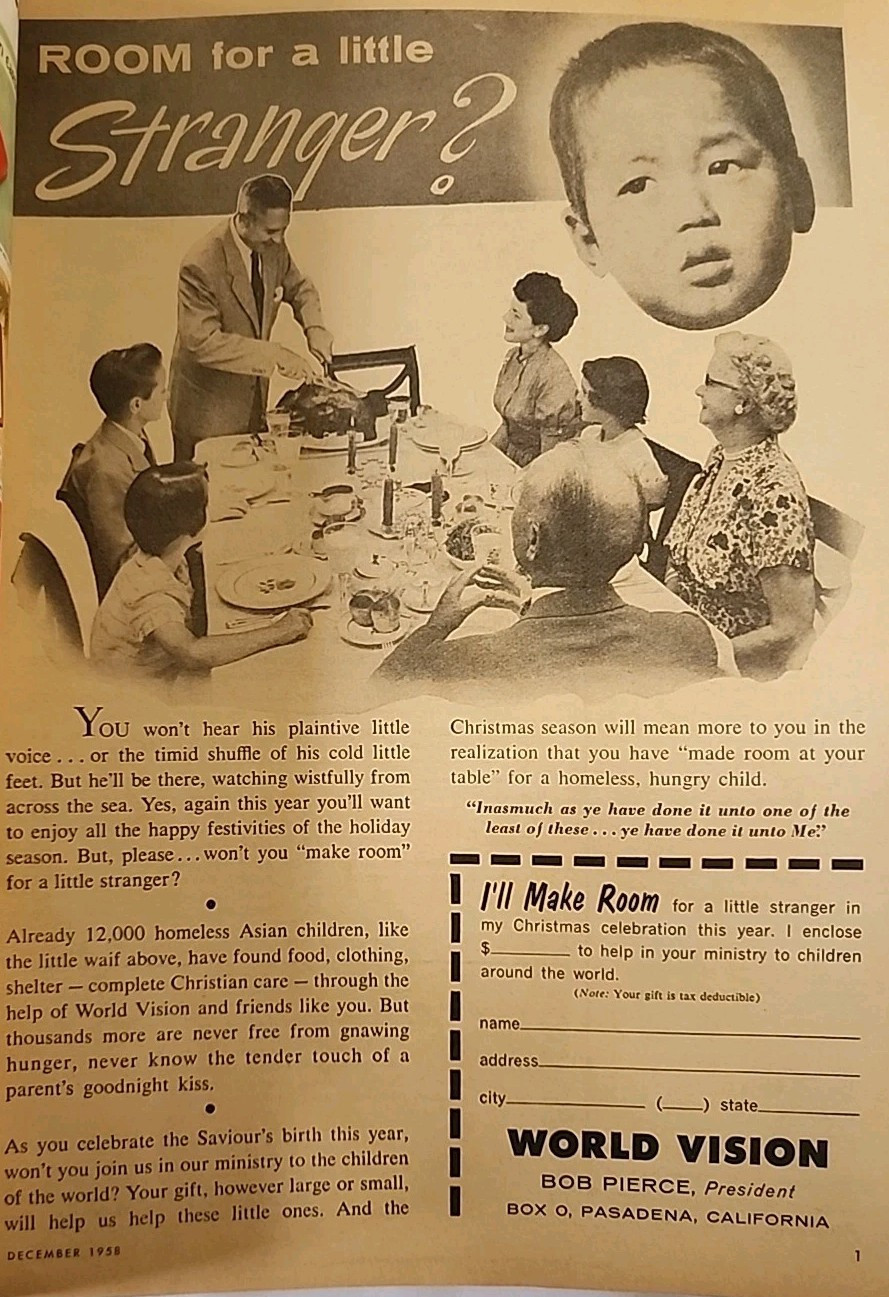 ROOM for a little
Stranger?
YOU won't hear his plaintive little
voice . . . or the timid shuffle of his cold little
feet. But he'll be there, watching wistfully from
across the sea. Yes, again this year you'll want
to enjoy all the happy festivities of the holiday
season. But, please . . . won't you "make room"
for a little stranger?
•
Already 12,000 homeless Asian children, like
the little waif above, have found food, clothing,
shelter — complete Christian care — through the
help of World Vision and friends like you. But
thousands more are never free from gnawing
hunger, never know the tender touch of a
parent's goodnight kiss.
•
As you celebrate the Saviour's birth this year,
won't you join us in our ministry to the children
of the world? Your gift, however large or small,
will help us help these little ones. And the
Christmas season will mean more to you in the
realization that you have "made room at your
table" for a homeless, hungry child.
"Inasmuch as ye have done it unto one of the
least of these . . . ye have done it unto Me."
I'll Make Room for a little stranger in
my Christmas celebration this year. I enclose
$________ to help in your ministry to children
around the world.
(Note: Your gift is tax deductible)
name________
address________
city________ (____) state________
WORLD VISION
BOB PIERCE, President
BOX O, PASADENA, CALIFORNIA
DECEMBER 1958
1